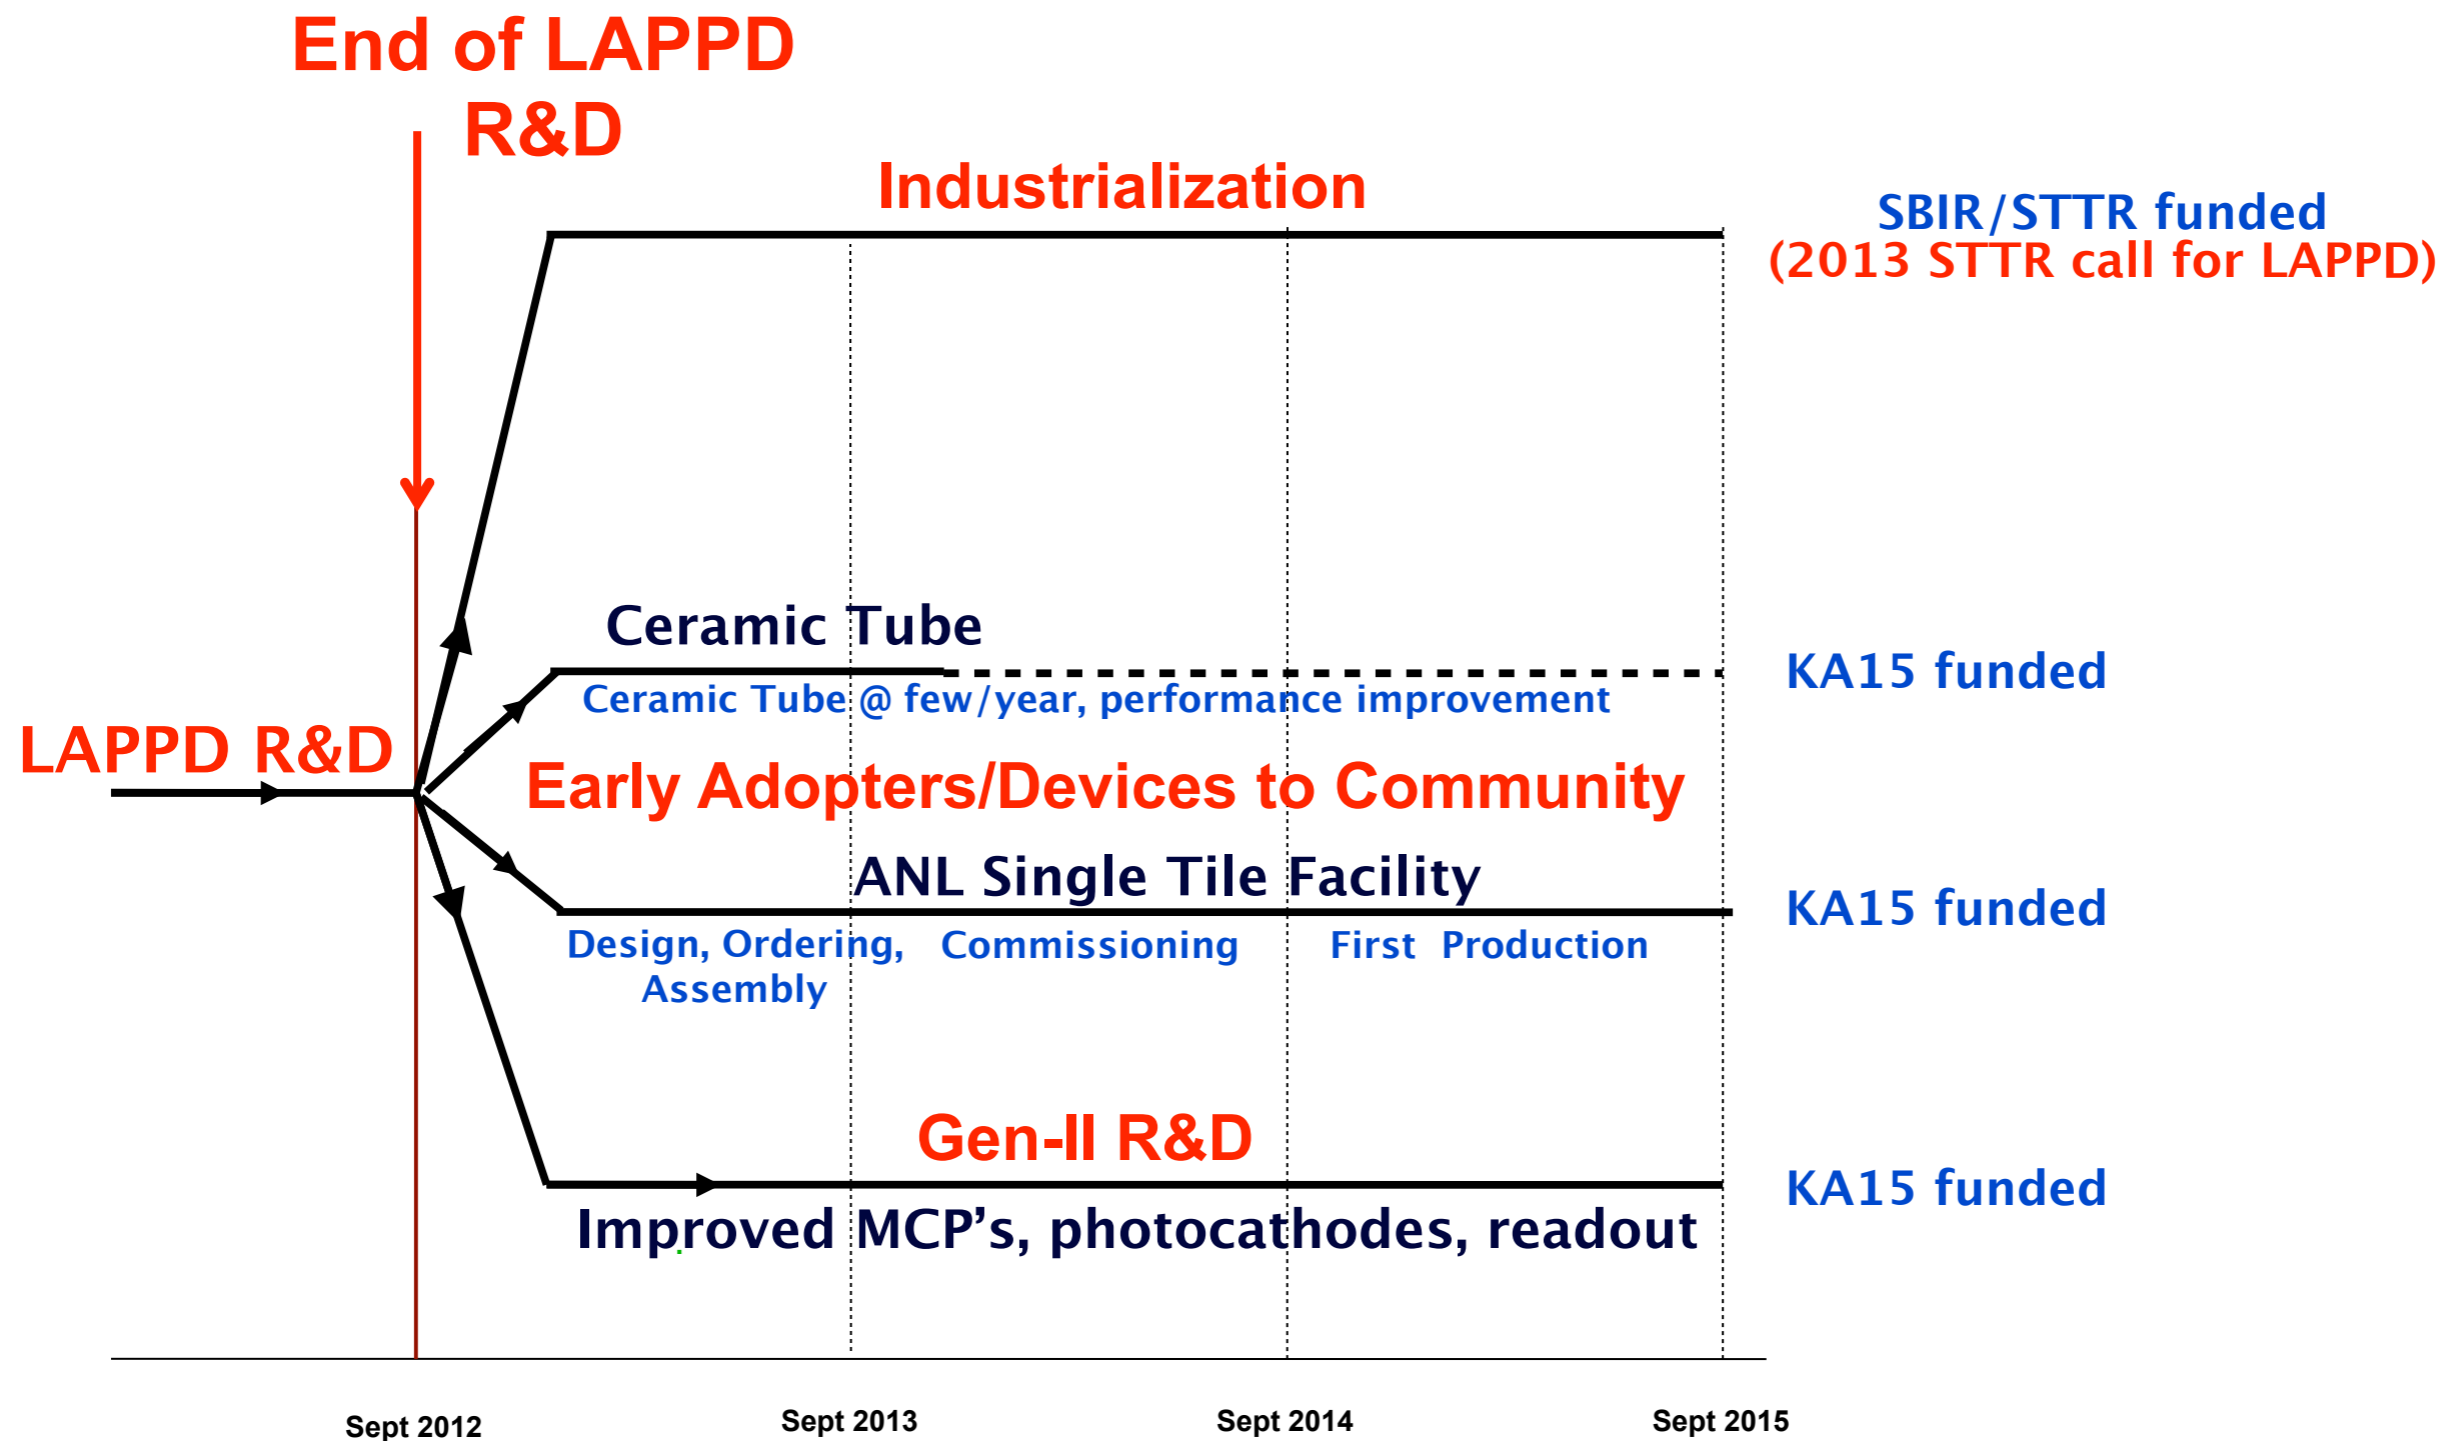 End of LAPPD
R&D
Industrialization
SBIR/STTR funded
(2013 STTR call for LAPPD)
Ceramic Tube
Ceramic Tube @ few/year, performance improvement
KA15 funded
LAPPD R&D
Early Adopters/Devices to Community
ANL Single Tile Facility
KA15 funded
Design, Ordering,
Assembly
Commissioning
First Production
Gen-II R&D
Improved MCP’s, photocathodes, readout
KA15 funded
Sept 2012
Sept 2013
Sept 2014
Sept 2015